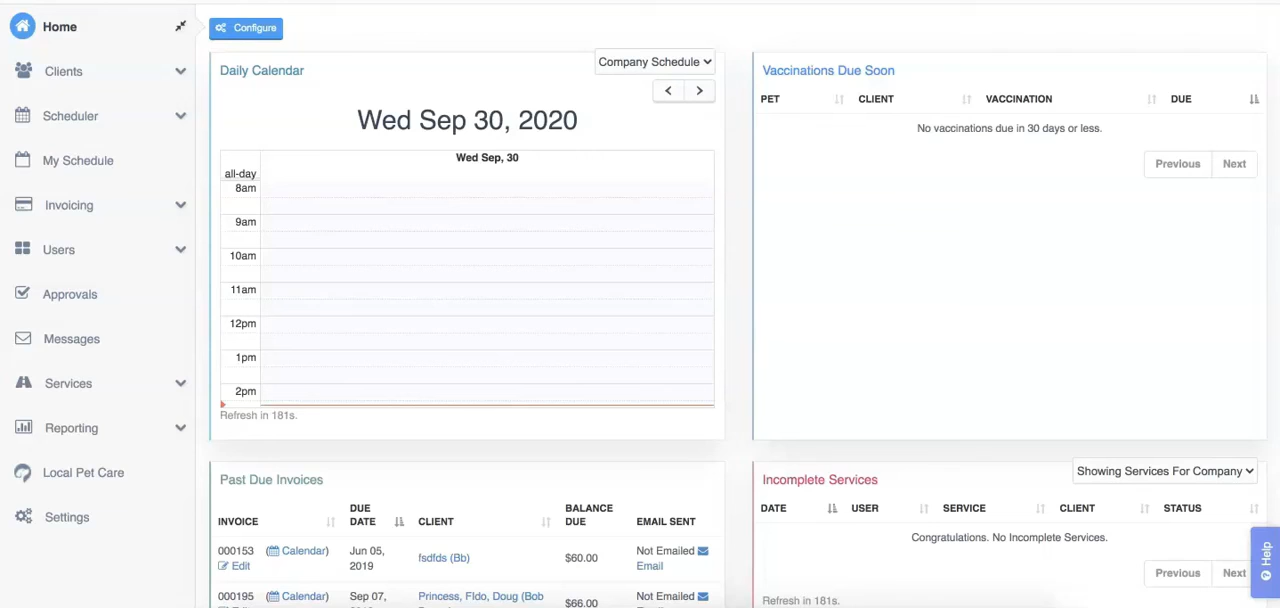 Home
Clients
Scheduler
My Schedule
Invoicing
Users
Approvals
Messages
Services
Reporting
Local Pet Care
Settings
Configure
Daily Calendar
Company Schedule
Wed Sep 30, 2020
Wed Sep, 30
all-day
8am
9am
10am
11am
12pm
1pm
2pm
Refresh in 181s.
Vaccinations Due Soon
PET CLIENT VACCINATION DUE
No vaccinations due in 30 days or less.
Previous Next
Past Due Invoices
INVOICE DUE DATE CLIENT BALANCE DUE EMAIL SENT
000153 Calendar) Jun 05, fsdfds (Bb) $60.00 Not Emailed
Edit 2019 Email
000195 Calendar) Sep 07, Princess, FIdo, Doug (Bob $66.00 Not Emailed
Incomplete Services
Showing Services For Company
DATE USER SERVICE CLIENT STATUS
Congratulations. No Incomplete Services.
Previous Next
Refresh in 181s.
Help